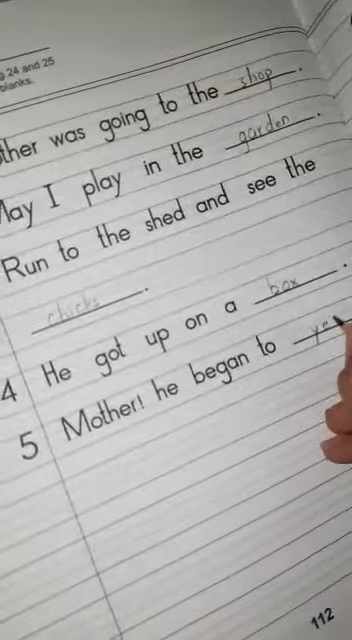 24 and 25
blanks.
ther was going to the shop.
May I play in the garden.
Run to the shed and see the
chicks.
4 He got up on a box.
5 Mother! he began to ye
112